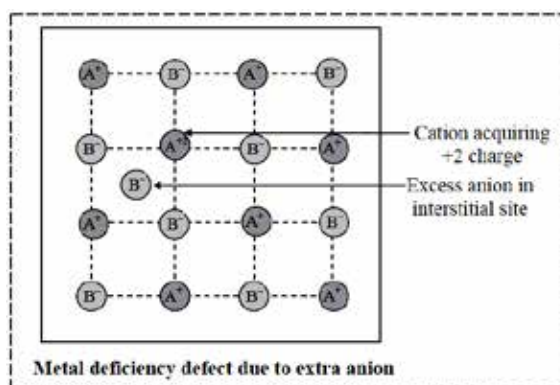 A⁺ B⁻ A⁺ B⁻
B⁻ A⁺² B⁻ A⁺
Cation acquiring
+2 charge
B⁻
Excess anion in
interstitial site
A⁺ B⁻ A⁺ B⁻
B⁻ A⁺ B⁻ A⁺
Metal deficiency defect due to extra anion